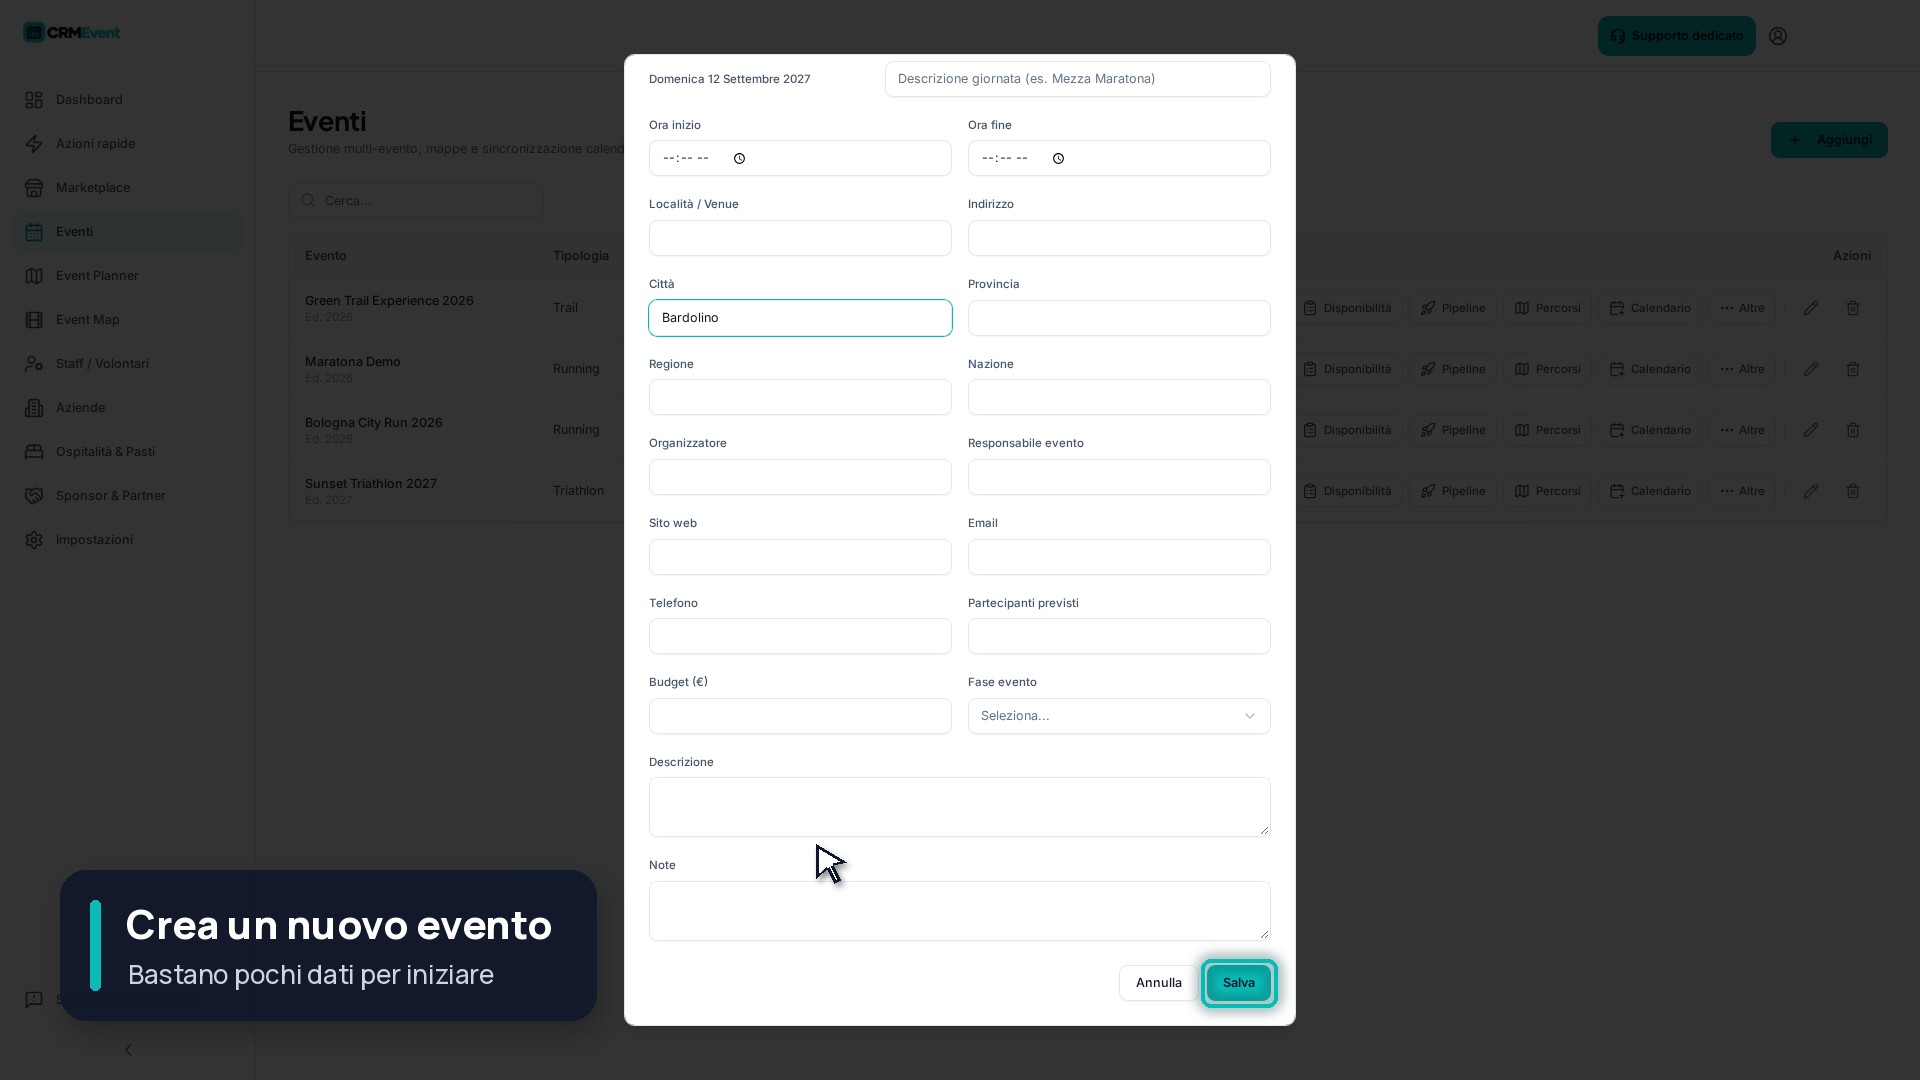 CRMEvent
Supporto dedicato
Dashboard
Azioni rapide
Marketplace
Eventi
Event Planner
Event Map
Staff / Volontari
Aziende
Ospitalità & Pasti
Sponsor & Partner
Impostazioni
Eventi
Gestione multi-evento, mappe e sincronizzazione calend
Aggiungi
Cerca...
Evento
Tipologia
Azioni
Green Trail Experience 2026
Ed. 2026
Trail
Disponibilità
Pipeline
Percorsi
Calendario
Altre
Maratona Demo
Ed. 2026
Running
Disponibilità
Pipeline
Percorsi
Calendario
Altre
Bologna City Run 2026
Ed. 2026
Running
Disponibilità
Pipeline
Percorsi
Calendario
Altre
Sunset Triathlon 2027
Ed. 2027
Triathlon
Disponibilità
Pipeline
Percorsi
Calendario
Altre
Domenica 12 Settembre 2027
Descrizione giornata (es. Mezza Maratona)
Ora inizio
Ora fine
--:-- --
--:-- --
Località / Venue
Indirizzo
Città
Provincia
Bardolino
Regione
Nazione
Organizzatore
Responsabile evento
Sito web
Email
Telefono
Partecipanti previsti
Budget (€)
Fase evento
Seleziona...
Descrizione
Note
Annulla
Salva
Crea un nuovo evento
Bastano pochi dati per iniziare